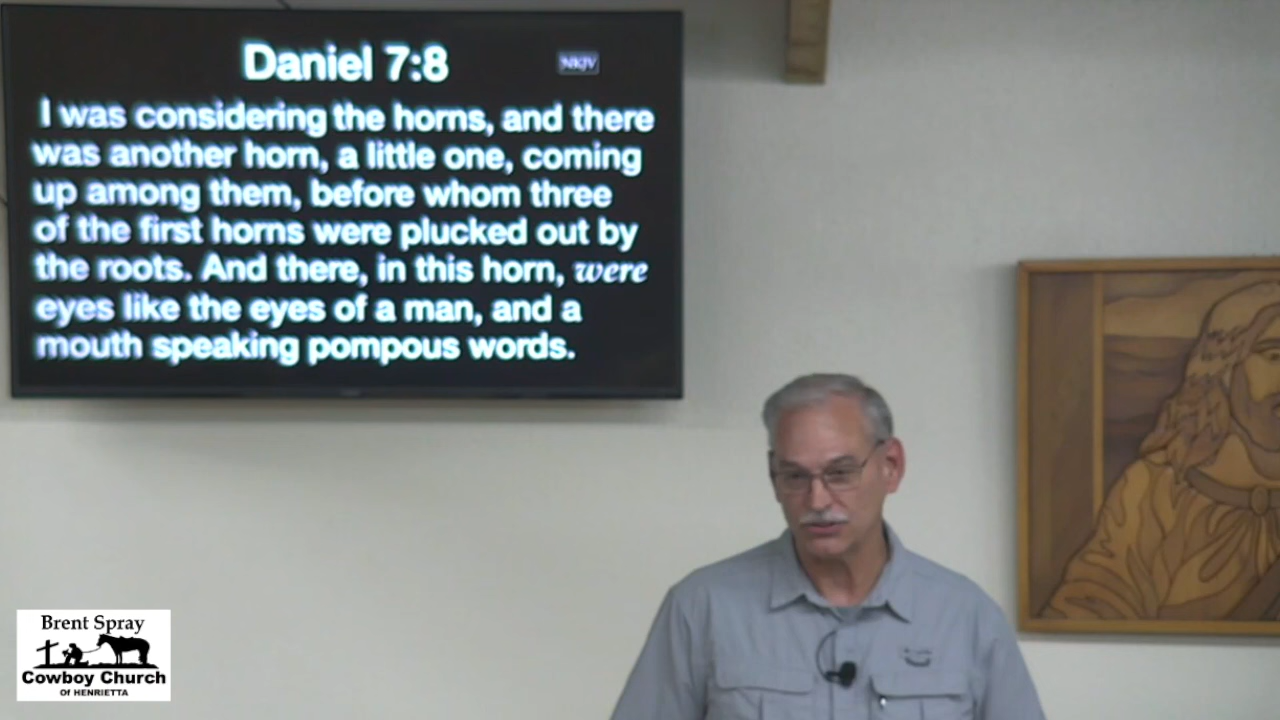 Daniel 7:8
NKJV
I was considering the horns, and there
was another horn, a little one, coming
up among them, before whom three
of the first horns were plucked out by
the roots. And there, in this horn, were
eyes like the eyes of a man, and a
mouth speaking pompous words.
Brent Spray
Cowboy Church
OF HENRIETTA